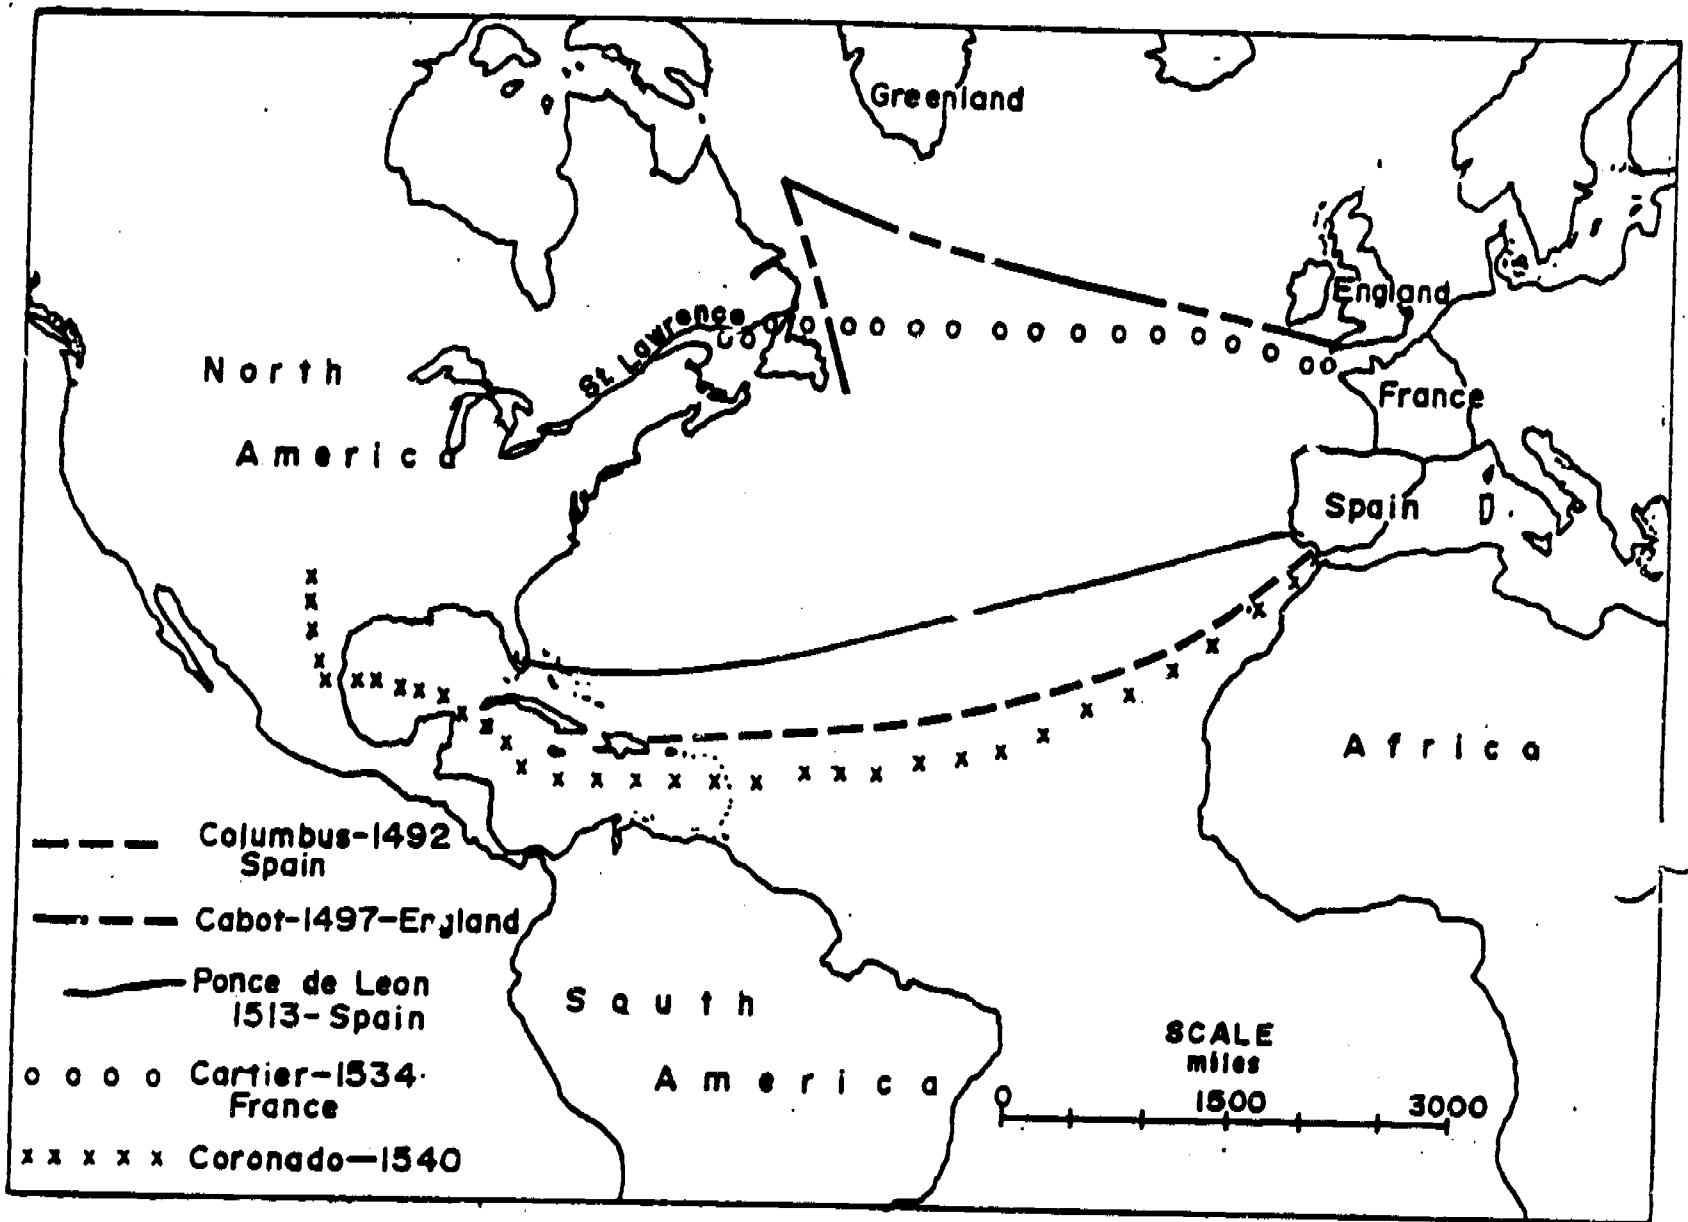 Greenland
England
St. Lawrence
North
America
France
Spain
Africa
Columbus-1492
Spain
Cabot-1497-England
Ponce de Leon
1513-Spain
Cartier-1534
France
Coronado-1540
South
America
SCALE
miles
0 1500 3000